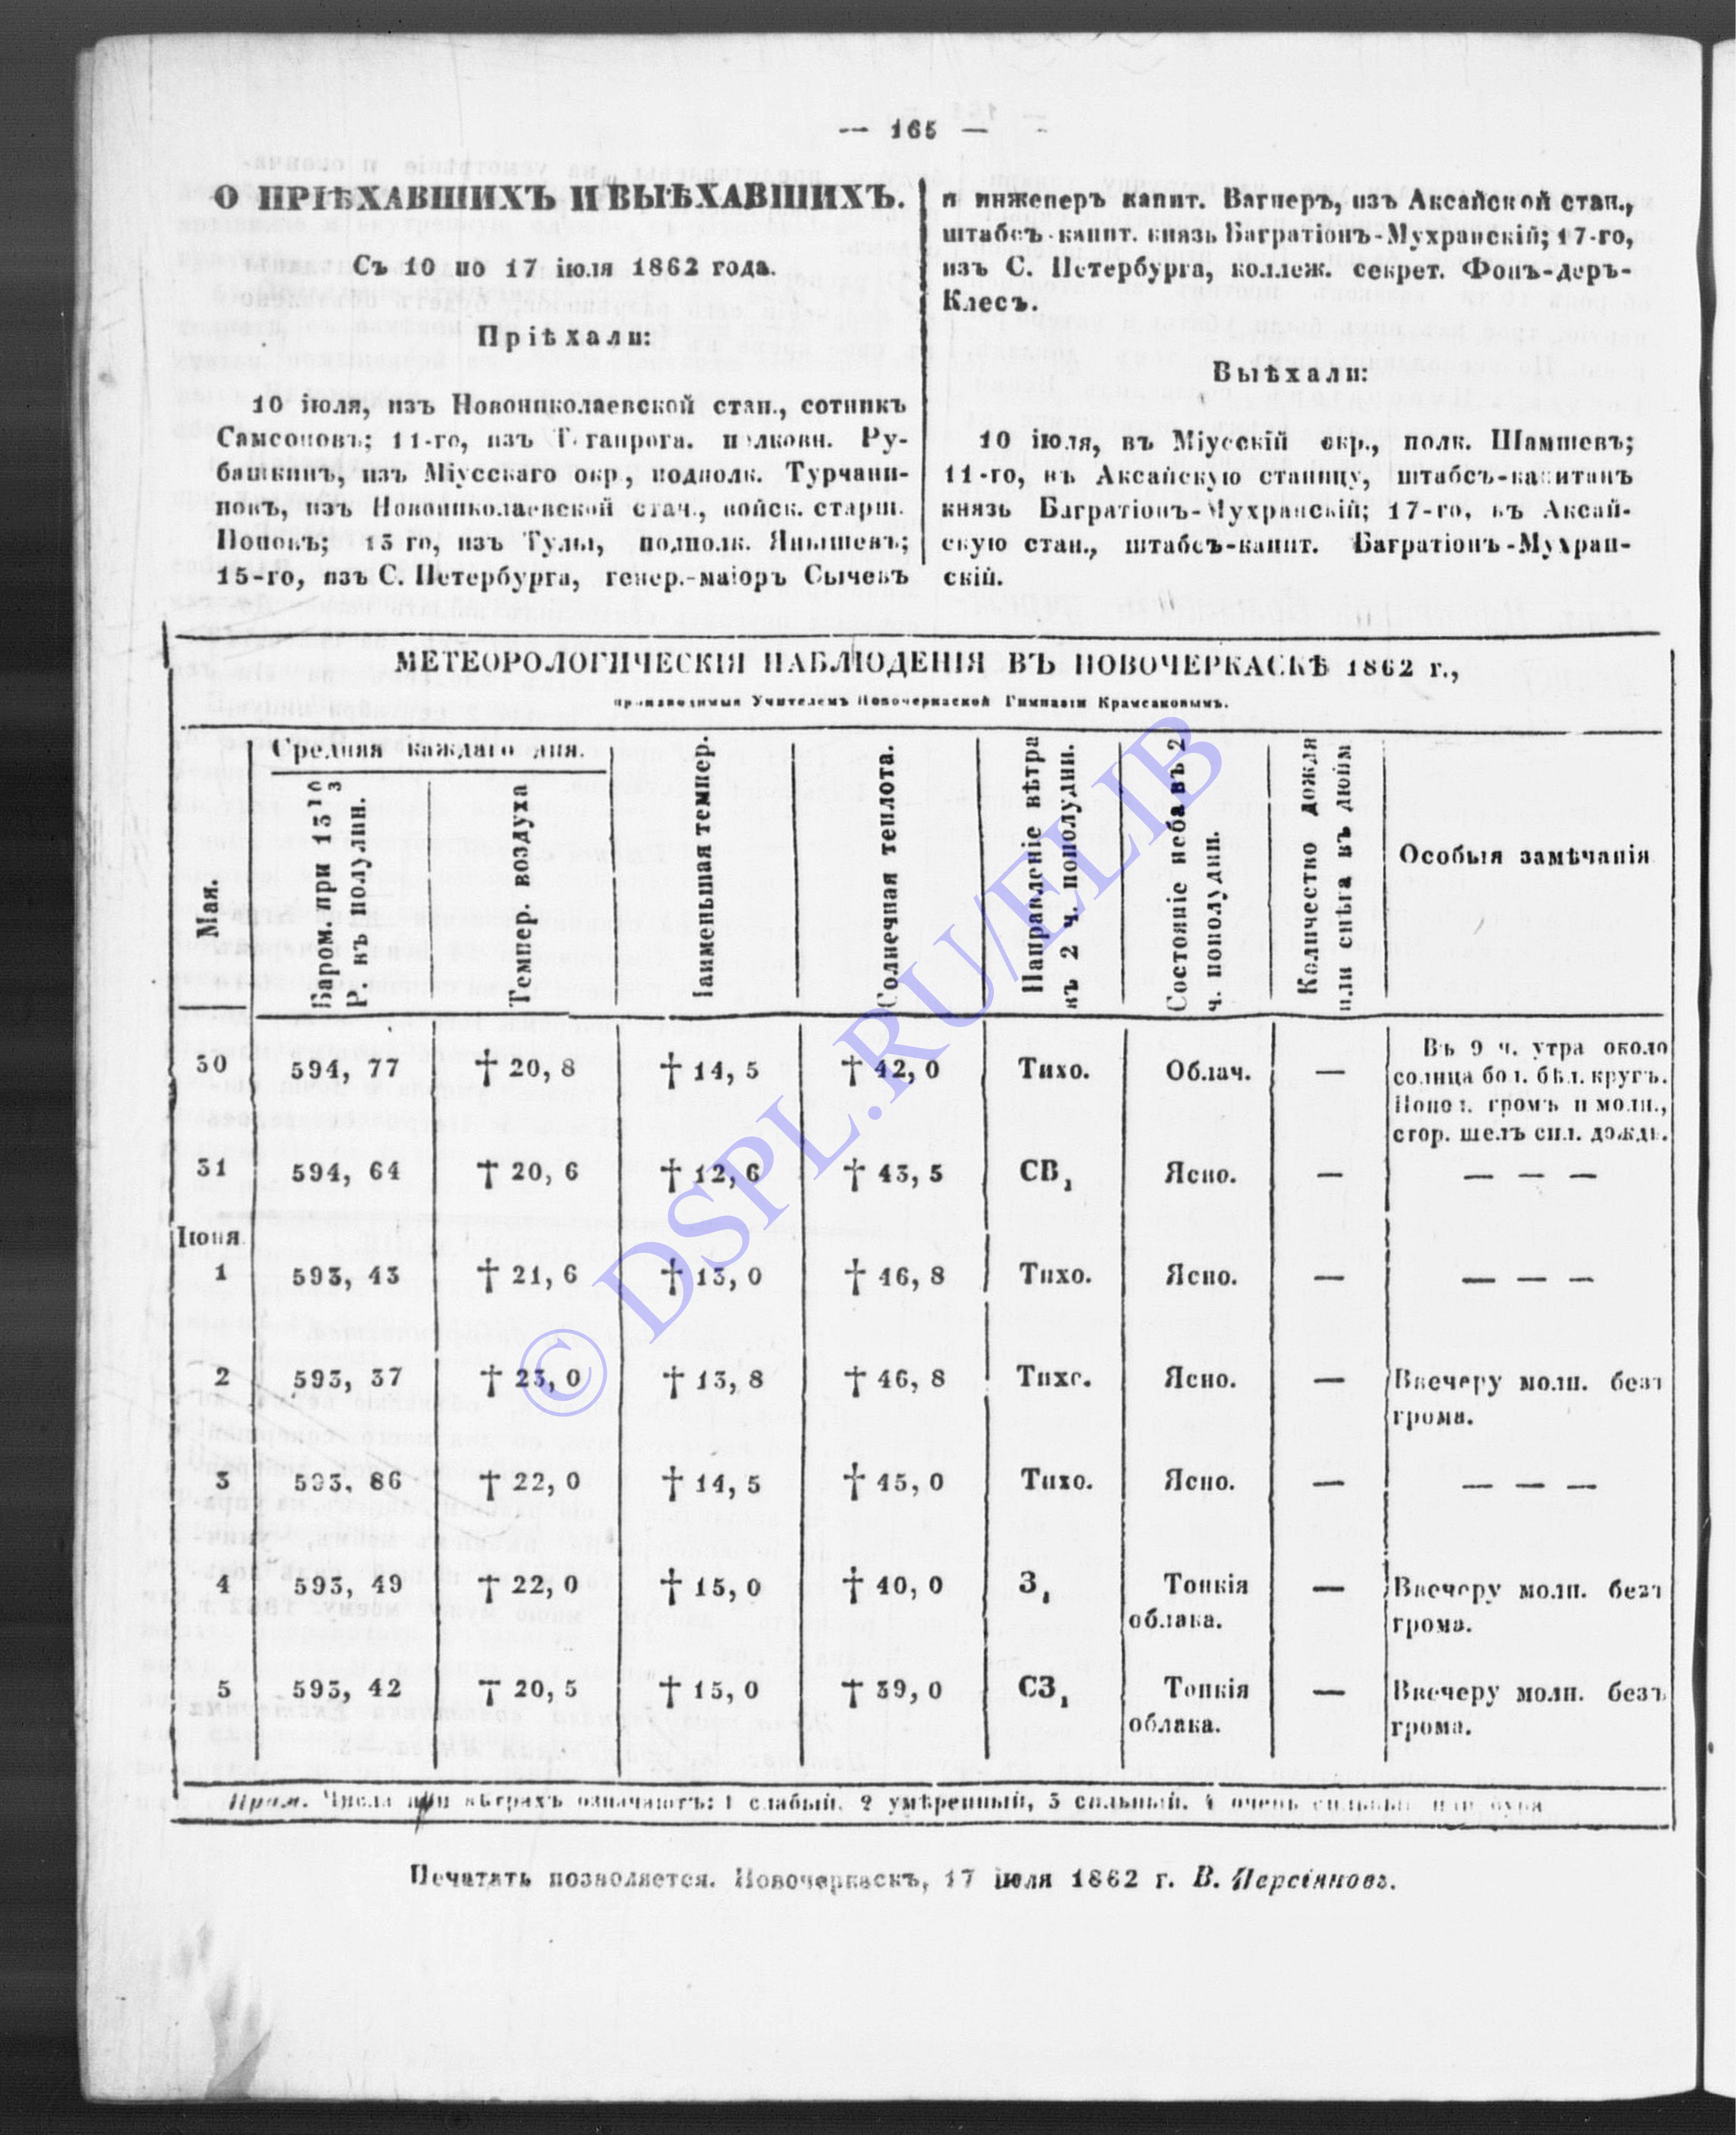 — 165 —
О ПРІѢХАВШИХЪ И ВЫѢХАВШИХЪ.
Съ 10 по 17 іюля 1862 года.
Пріѣхали:
10 іюля, изъ Новониколаевской стан., сотникъ
Самсоновъ; 11-го, изъ Таганрога. полковн. Ру-
башкинъ, изъ Міусскаго окр., подполк. Турчани-
новъ, изъ Новониколаевской стан., войск. старш.
Поповъ; 13 го, изъ Тулы, подполк. Янышевъ;
15-го, изъ С. Петербурга, генер.-маіоръ Сычевъ
и инженеръ капит. Вагнеръ, изъ Аксайской стан.,
штабсъ-капит. князь Багратіонъ-Мухранскій; 17-го,
изъ С. Петербурга, коллеж. секрет. Фонъ-деръ-
Клесъ.
Выѣхали:
10 іюля, въ Міусскій окр., полк. Шамшевъ;
11-го, въ Аксайскую станицу, штабсъ-капитанъ
князь Багратіонъ-Мухранскій; 17-го, въ Аксай-
скую стан., штабсъ-капит. Багратіонъ-Мухран-
скій.
МЕТЕОРОЛОГИЧЕСКІЯ НАБЛЮДЕНІЯ ВЪ НОВОЧЕРКАСКѢ 1862 г.,
производимыя Учителемъ Новочеркаской Гимназіи Крамсаковымъ.
Мая.
Средняя каждаго дня.
Баром. при 13 10/3
Р. въ полулин.
Темпер. воздуха
Наименьшая темпер.
Солнечная теплота.
Направленіе вѣтра
въ 2 ч. пополудни.
Состояніе неба въ 2
ч. пополудни.
Количество дождя
или снѣга въ дюйм
Особыя замѣчанія
30 594, 77 † 20, 8 † 14, 5 † 42, 0 Тихо. Облач. — Въ 9 ч. утра около
солнца бол. бѣл. кругъ.
Попол. громъ и молн.,
стор. шелъ сил. дождь.
31 594, 64 † 20, 6 † 12, 6 † 43, 5 СВ1 Ясно. — — — —
Іюня.
1 593, 43 † 21, 6 † 13, 0 † 46, 8 Тихо. Ясно. — — — —
2 593, 37 † 23, 0 † 13, 8 † 46, 8 Тихо. Ясно. — Ввечеру молн. безъ
грома.
3 593, 86 † 22, 0 † 14, 5 † 45, 0 Тихо. Ясно. — — — —
4 593, 49 † 22, 0 † 15, 0 † 40, 0 З1 Тонкія
облака. — Ввечеру молн. безъ
грома.
5 593, 42 † 20, 5 † 15, 0 † 39, 0 СЗ1 Тонкія
облака. — Ввечеру молн. безъ
грома.
Прим. Числа при вѣтрахъ означаютъ: 1 слабый, 2 умѣренный, 3 сильный, 4 очень сильный или буря
Печатать позволяется. Новочеркаскъ, 17 іюля 1862 г. В. Персіяновъ.
© DSPL.RU/ELIB